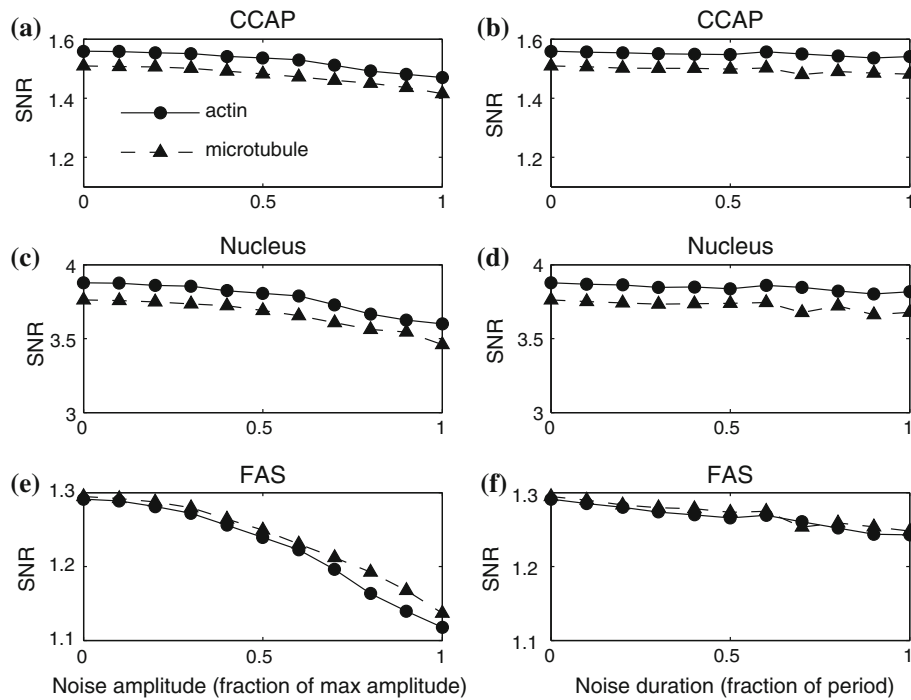 (a) CCAP
1.6
1.4
1.2
SNR
actin
microtubule
0 0.5 1
(b) CCAP
1.6
1.4
1.2
SNR
0 0.5 1
(c) Nucleus
4
3.5
3
SNR
0 0.5 1
(d) Nucleus
4
3.5
3
SNR
0 0.5 1
(e) FAS
1.3
1.2
1.1
SNR
0 0.5 1
Noise amplitude (fraction of max amplitude)
(f) FAS
1.3
1.2
1.1
SNR
0 0.5 1
Noise duration (fraction of period)